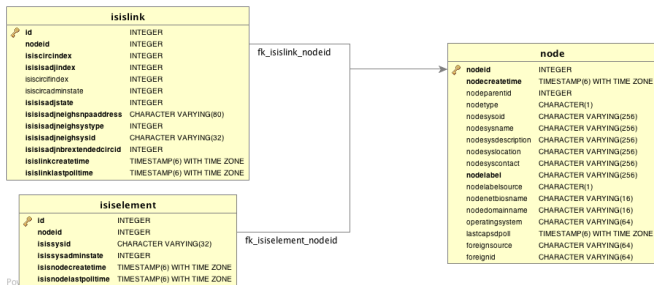 isislink
id INTEGER
nodeid INTEGER
isiscircindex INTEGER
isisisadjindex INTEGER
isiscircifindex INTEGER
isiscircadminstate INTEGER
isisisadjstate INTEGER
isisisadjneighsnpaaddress CHARACTER VARYING(80)
isisisadjneighsystype INTEGER
isisisadjneighsysid CHARACTER VARYING(32)
isisisadjnbrextendedcircid INTEGER
isislinkcreatetime TIMESTAMP(6) WITH TIME ZONE
isislinklastpolltime TIMESTAMP(6) WITH TIME ZONE
fk_isislink_nodeid
node
nodeid INTEGER
nodecreatetime TIMESTAMP(6) WITH TIME ZONE
nodeparentid INTEGER
nodetype CHARACTER(1)
nodesysoid CHARACTER VARYING(256)
nodesysname CHARACTER VARYING(256)
nodesysdescription CHARACTER VARYING(256)
nodesyslocation CHARACTER VARYING(256)
nodesyscontact CHARACTER VARYING(256)
nodelabel CHARACTER VARYING(256)
nodelabelsource CHARACTER(1)
nodenetbiosname CHARACTER VARYING(16)
nodedomainname CHARACTER VARYING(16)
operatingsystem CHARACTER VARYING(64)
lastcapsdpoll TIMESTAMP(6) WITH TIME ZONE
foreignsource CHARACTER VARYING(64)
foreignid CHARACTER VARYING(64)
isiselement
id INTEGER
nodeid INTEGER
isissysid CHARACTER VARYING(32)
isissysadminstate INTEGER
isisnodecreatetime TIMESTAMP(6) WITH TIME ZONE
isisnodelastpolltime TIMESTAMP(6) WITH TIME ZONE
fk_isiselement_nodeid